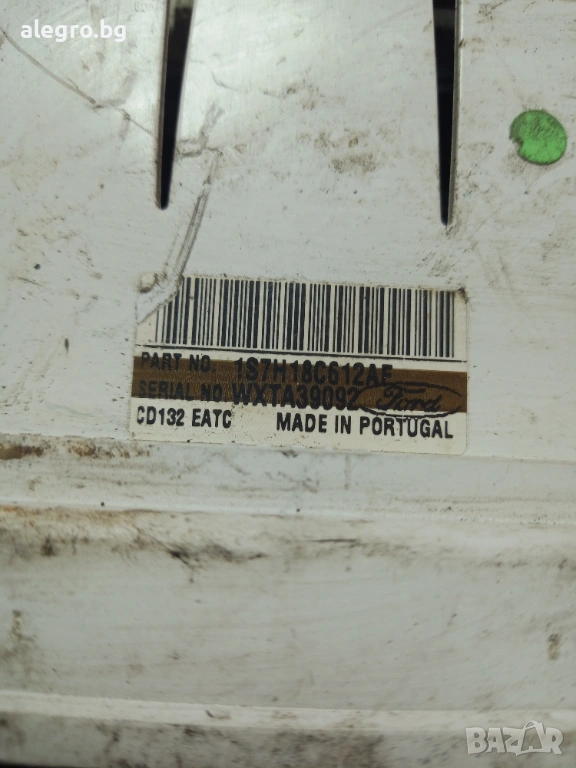 alegro.bg
PART NO. 1S7H18C612AE
SERIAL NO. WXTA39092 Ford
CD132 EATC MADE IN PORTUGAL
BAZAR